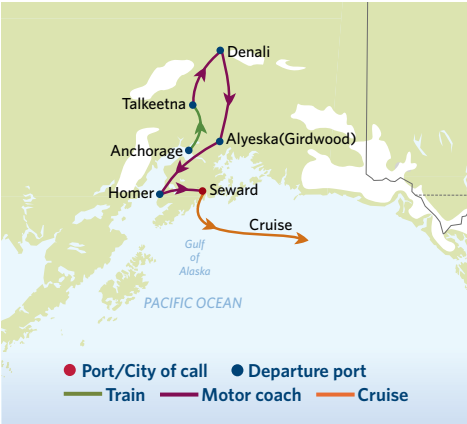 Denali
Talkeetna
Alyeska(Girdwood)
Anchorage
Homer
Seward
Cruise
Gulf
of
Alaska
PACIFIC OCEAN
Port/City of call Departure port
Train Motor coach Cruise